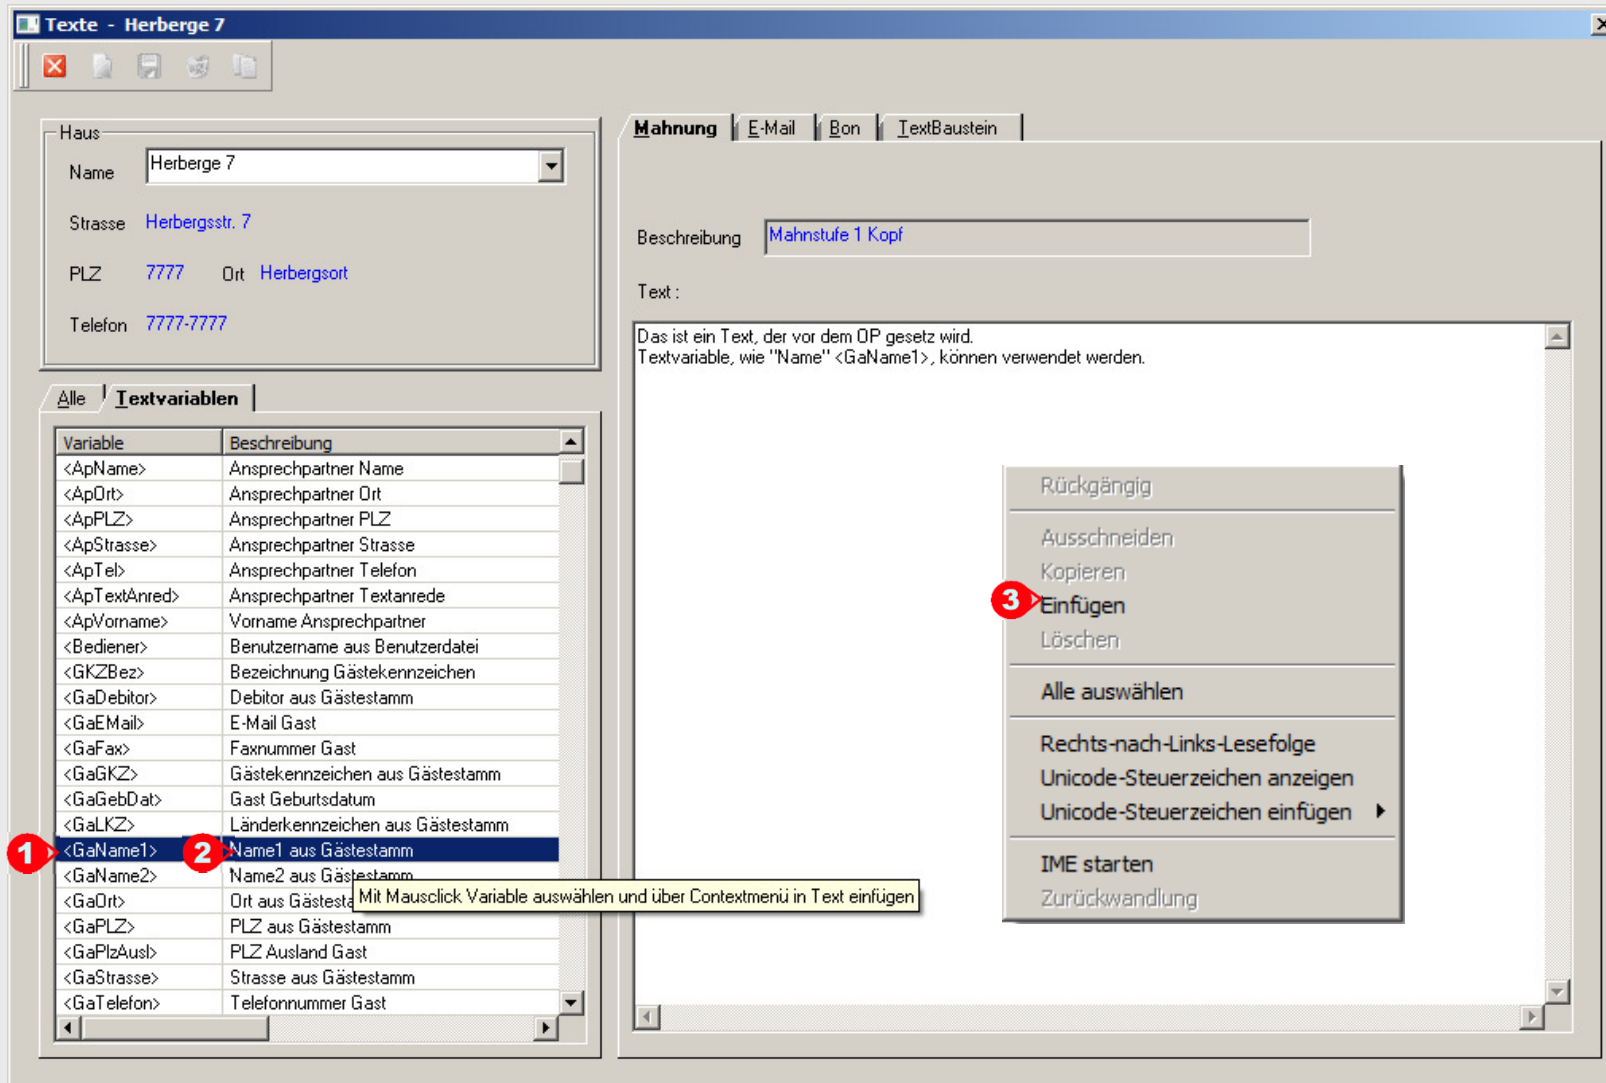 Texte - Herberge 7
Haus
Name Herberge 7
Strasse Herbergsstr. 7
PLZ 7777 Ort Herbergsort
Telefon 7777-7777
Alle Textvariablen
Variable Beschreibung
<ApName> Ansprechpartner Name
<ApOrt> Ansprechpartner Ort
<ApPLZ> Ansprechpartner PLZ
<ApStrasse> Ansprechpartner Strasse
<ApTel> Ansprechpartner Telefon
<ApTextAnred> Ansprechpartner Textanrede
<ApVorname> Vorname Ansprechpartner
<Bediener> Benutzername aus Benutzerdatei
<GKZBez> Bezeichnung Gästekennzeichen
<GaDebitor> Debitor aus Gästestamm
<GaEMail> E-Mail Gast
<GaFax> Faxnummer Gast
<GaGKZ> Gästekennzeichen aus Gästestamm
<GaGebDat> Gast Geburtsdatum
<GaLKZ> Länderkennzeichen aus Gästestamm
1 <GaName1> 2 Name1 aus Gästestamm
<GaName2> Name2 aus Gästestamm
<GaOrt> Ort aus Gästesta
Mit Mausclick Variable auswählen und über Contextmenü in Text einfügen
<GaPLZ> PLZ aus Gästestamm
<GaPlzAusl> PLZ Ausland Gast
<GaStrasse> Strasse aus Gästestamm
<GaTelefon> Telefonnummer Gast
Mahnung E-Mail Bon TextBaustein
Beschreibung Mahnstufe 1 Kopf
Text :
Das ist ein Text, der vor dem OP gesetz wird.
Textvariable, wie "Name" <GaName1>, können verwendet werden.
Rückgängig
Ausschneiden
Kopieren
3 Einfügen
Löschen
Alle auswählen
Rechts-nach-Links-Lesefolge
Unicode-Steuerzeichen anzeigen
Unicode-Steuerzeichen einfügen
IME starten
Zurückwandlung